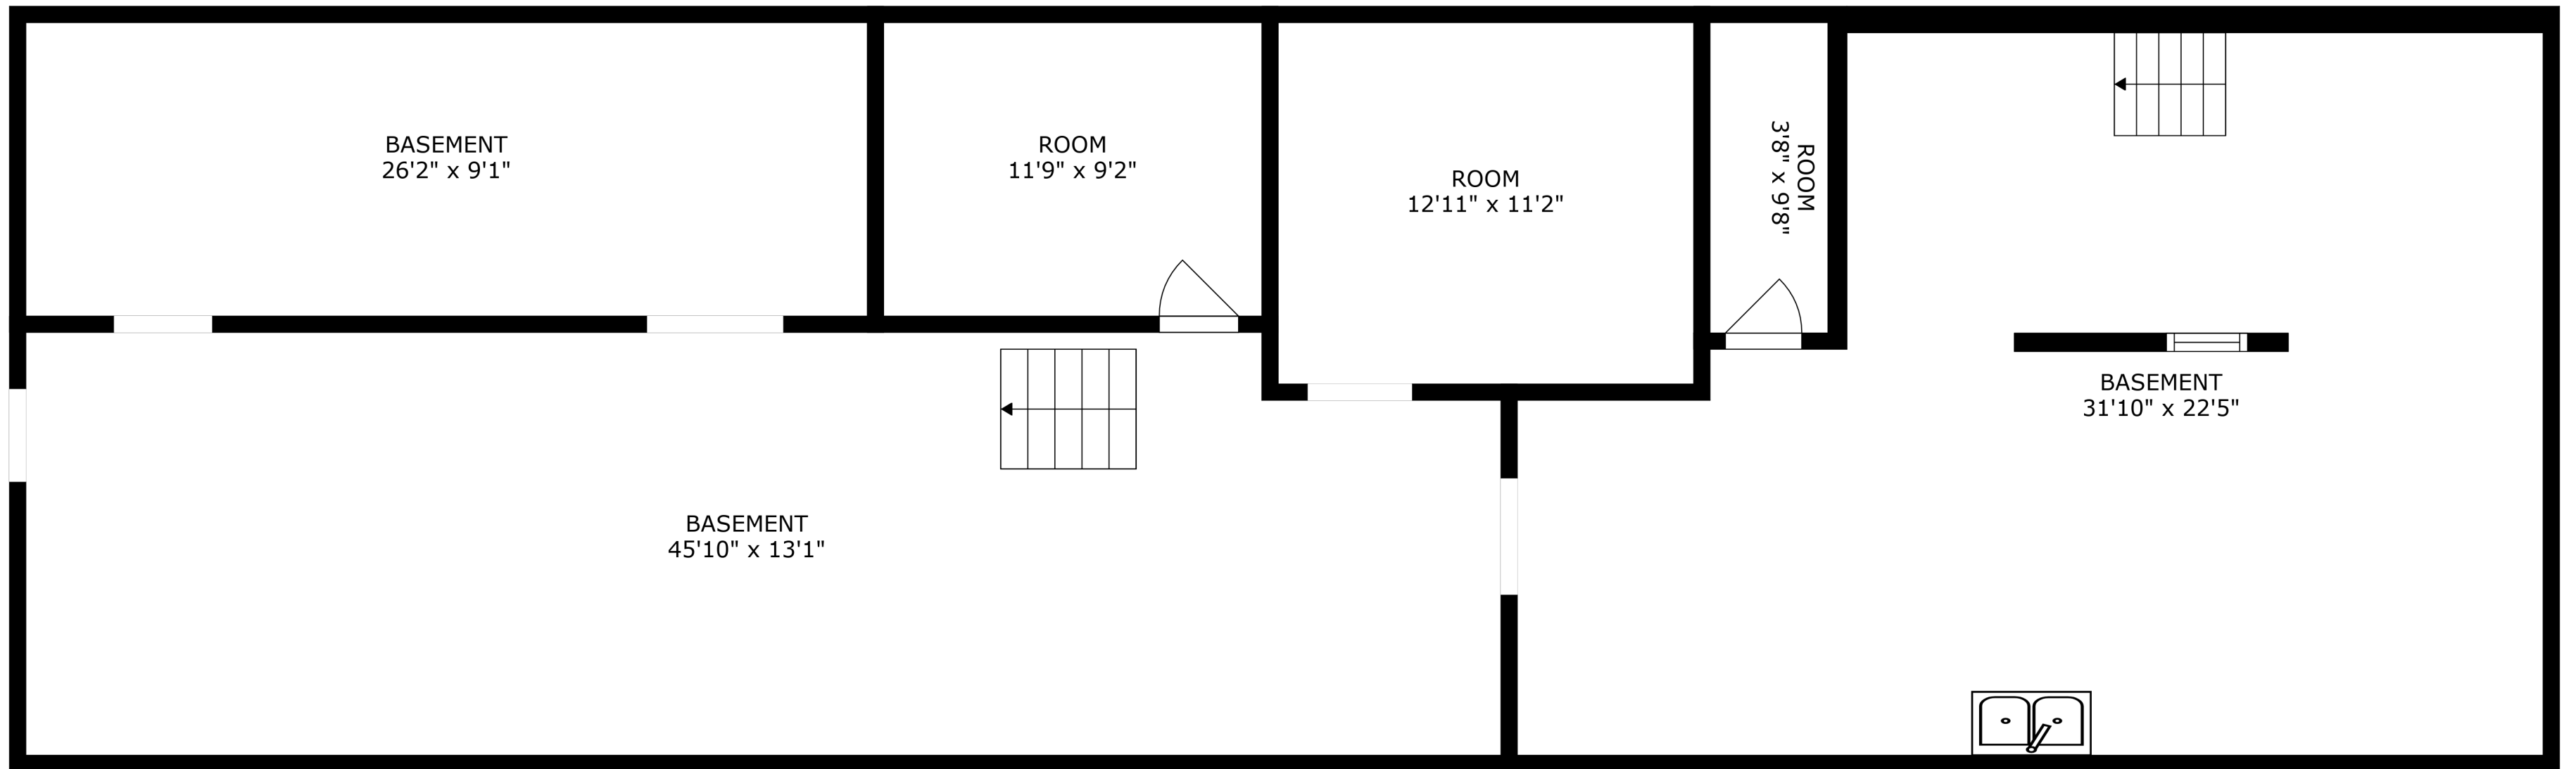 BASEMENT
26'2" x 9'1"
ROOM
11'9" x 9'2"
ROOM
12'11" x 11'2"
ROOM
3'8" x 9'8"
BASEMENT
31'10" x 22'5"
BASEMENT
45'10" x 13'1"